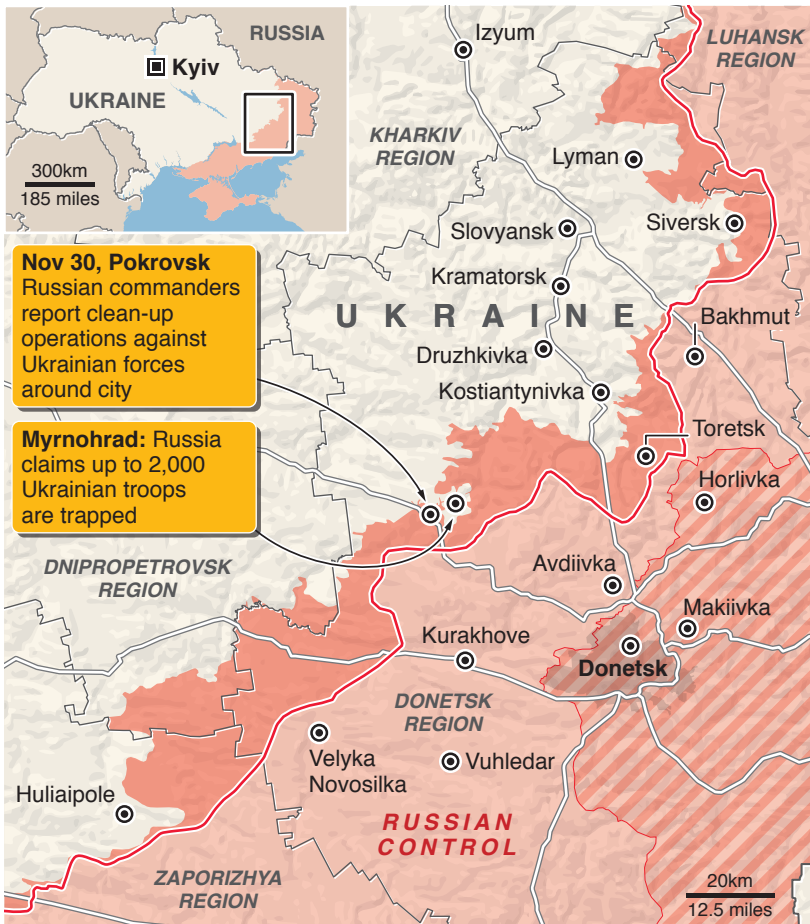 RUSSIA
Kyiv
UKRAINE
300km
185 miles
Izyum
LUHANSK
REGION
KHARKIV
REGION
Lyman
Slovyansk
Siversk
Nov 30, Pokrovsk
Russian commanders
report clean-up
operations against
Ukrainian forces
around city
Kramatorsk
UKRAINE
Bakhmut
Druzhkivka
Kostiantynivka
Myrnohrad: Russia
claims up to 2,000
Ukrainian troops
are trapped
Toretsk
Horlivka
DNIPROPETROVSK
REGION
Avdiivka
Makiivka
Kurakhove
Donetsk
DONETSK
REGION
Velyka
Novosilka
Vuhledar
Huliaipole
RUSSIAN
CONTROL
ZAPORIZHYA
REGION
20km
12.5 miles